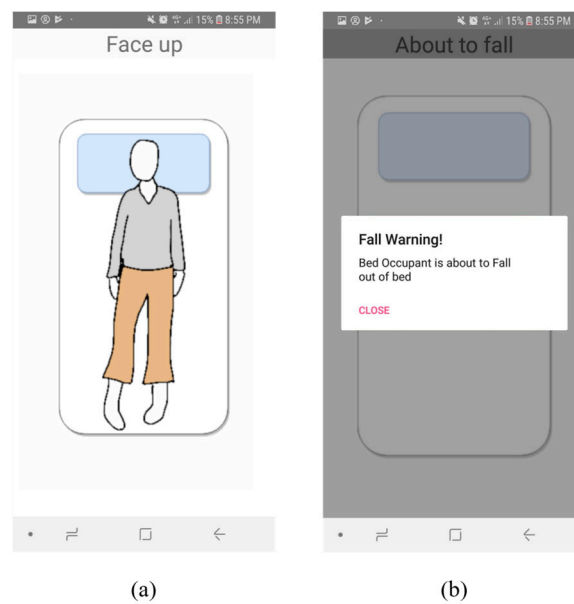 15% 8:55 PM
Face up
15% 8:55 PM
About to fall
Fall Warning!
Bed Occupant is about to Fall
out of bed
CLOSE
(a)
(b)